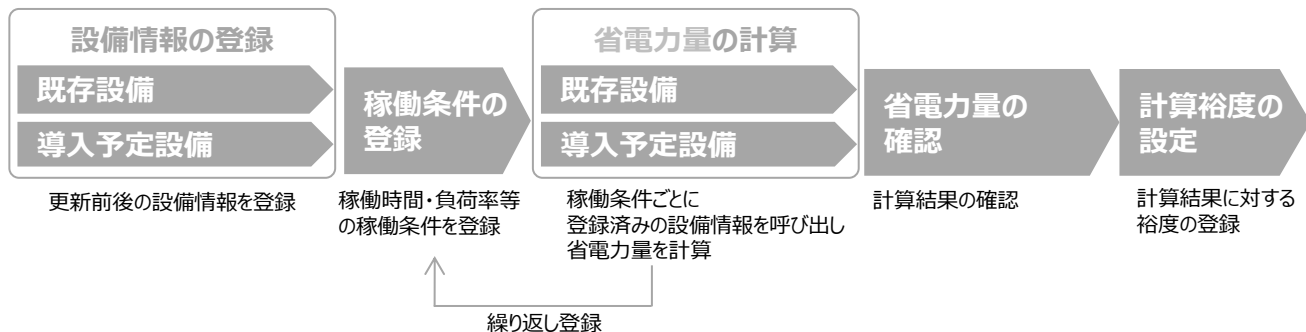 設備情報の登録
既存設備
導入予定設備
更新前後の設備情報を登録
稼働条件の
登録
稼働時間・負荷率等
の稼働条件を登録
省電力量の計算
既存設備
導入予定設備
稼働条件ごとに
登録済みの設備情報を呼び出し
省電力量を計算
省電力量の
確認
計算結果の確認
計算裕度の
設定
計算結果に対する
裕度の登録
繰り返し登録